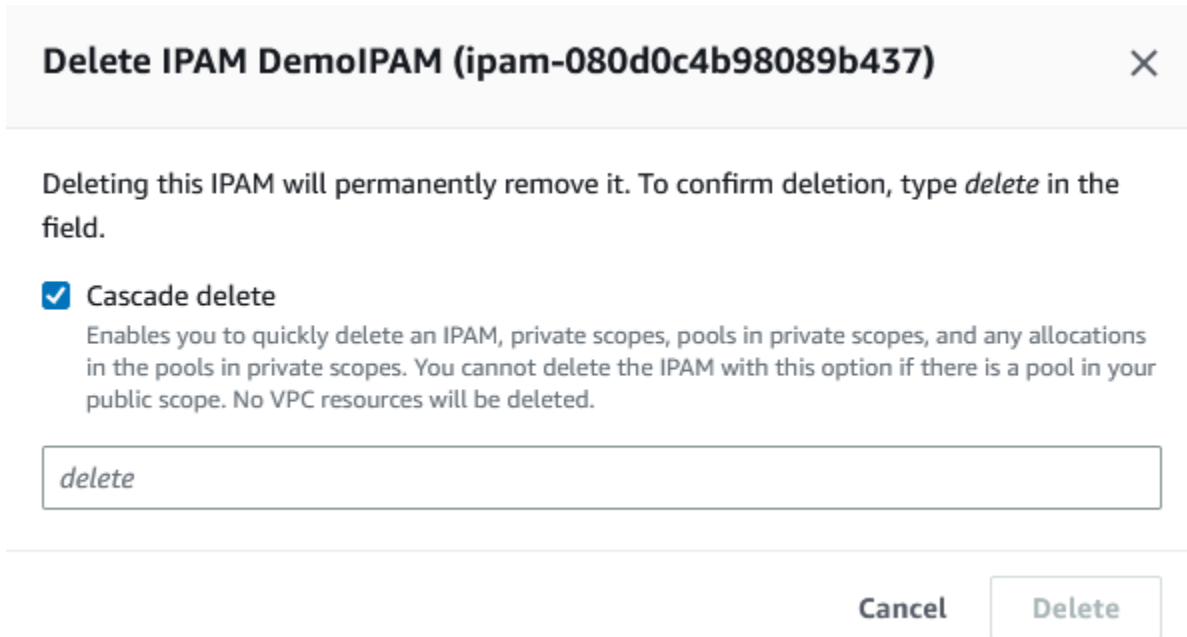 Delete IPAM DemoIPAM (ipam-080d0c4b98089b437)
Deleting this IPAM will permanently remove it. To confirm deletion, type delete in the
field.
Cascade delete
Enables you to quickly delete an IPAM, private scopes, pools in private scopes, and any allocations
in the pools in private scopes. You cannot delete the IPAM with this option if there is a pool in your
public scope. No VPC resources will be deleted.
delete
Cancel Delete